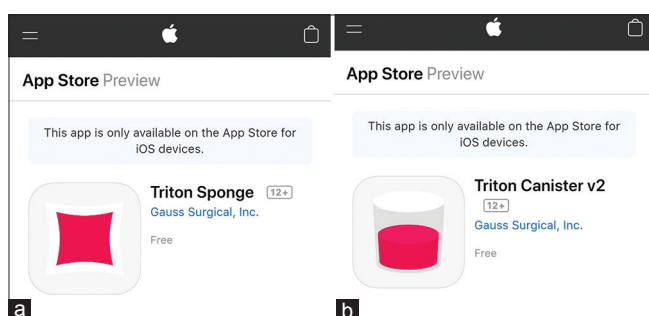 App Store Preview
This app is only available on the App Store for
iOS devices.
Triton Sponge 12+
Gauss Surgical, Inc.
Free
a
App Store Preview
This app is only available on the App Store for
iOS devices.
Triton Canister v2
12+
Gauss Surgical, Inc.
Free
b